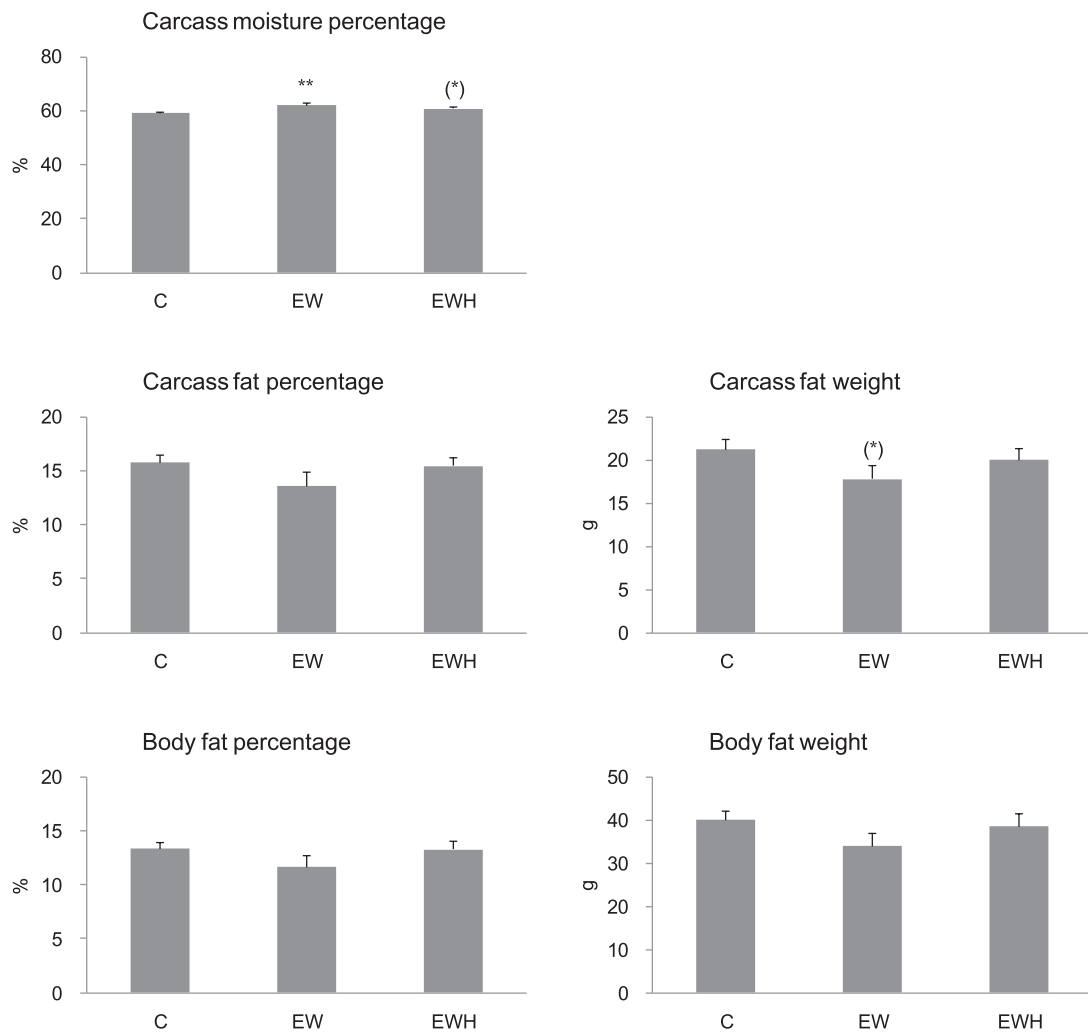 Carcass moisture percentage
80
60
40
20
0
%
**
(*)
C EW EWH
Carcass fat percentage
20
15
10
5
0
%
C EW EWH
Carcass fat weight
25
20
15
10
5
0
g
(*)
C EW EWH
Body fat percentage
20
15
10
5
0
%
C EW EWH
Body fat weight
50
40
30
20
10
0
g
C EW EWH